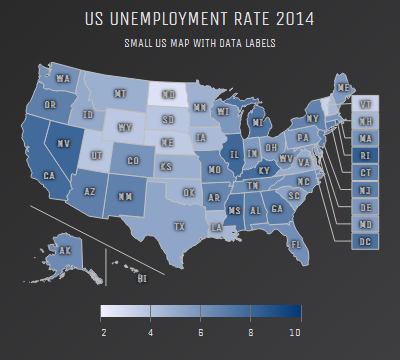 US UNEMPLOYMENT RATE 2014
SMALL US MAP WITH DATA LABELS
WA
MT
ND
ME
OR
ID
SD
MN
WI
MI
NY
VT
WY
NE
IA
NH
NV
UT
CO
KS
MO
IL
IN
OH
PA
MA
CA
AZ
NM
OK
AR
KY
WV
VA
RI
TN
NC
CT
TX
LA
MS
AL
GA
SC
NJ
FL
DE
AK
HI
MD
DC
2 4 6 8 10